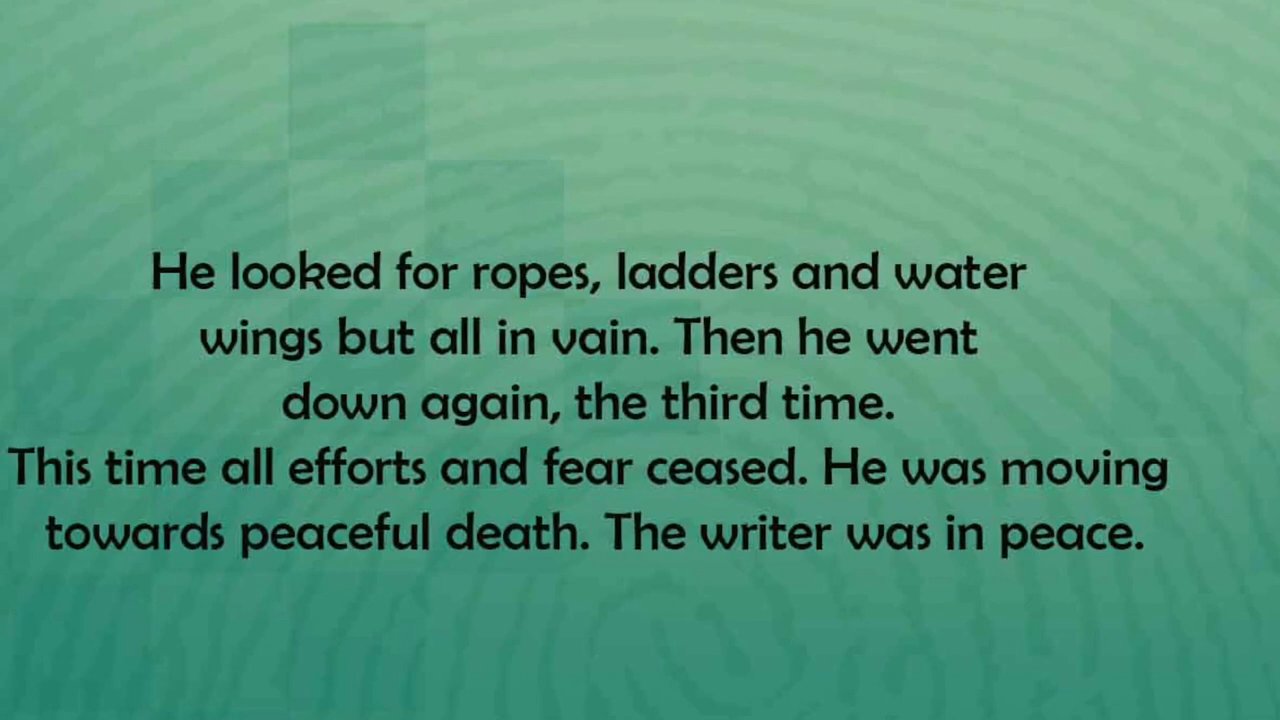 He looked for ropes, ladders and water
wings but all in vain. Then he went
down again, the third time.
This time all efforts and fear ceased. He was moving
towards peaceful death. The writer was in peace.